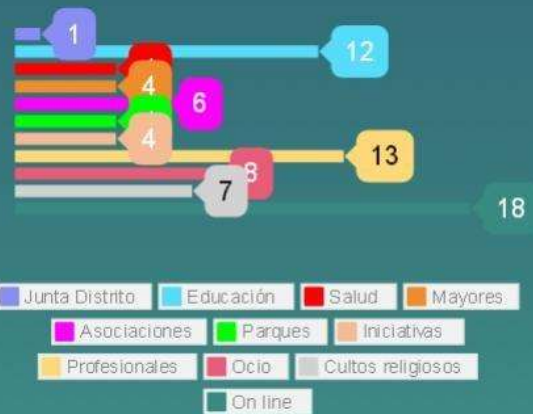 1
12
4
6
4
13
8
7
18
Junta Distrito Educación Salud Mayores
Asociaciones Parques Iniciativas
Profesionales Ocio Cultos religiosos
On line